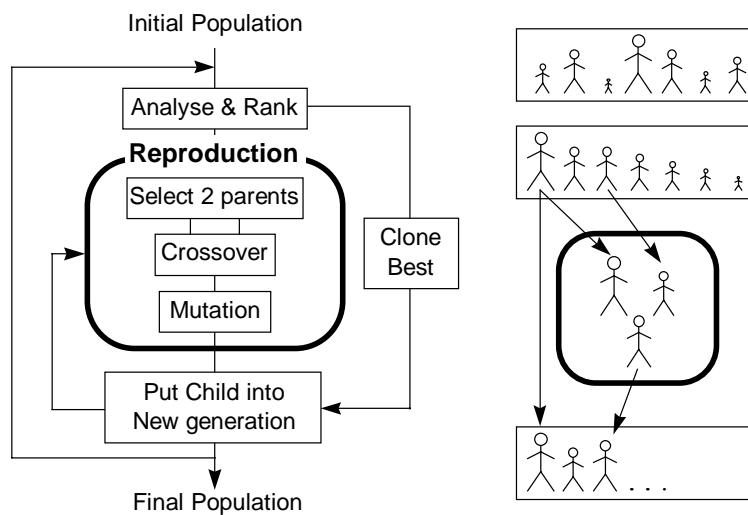 Initial Population
Analyse & Rank
Reproduction
Select 2 parents
Crossover
Mutation
Clone
Best
Put Child into
New generation
Final Population
. . .